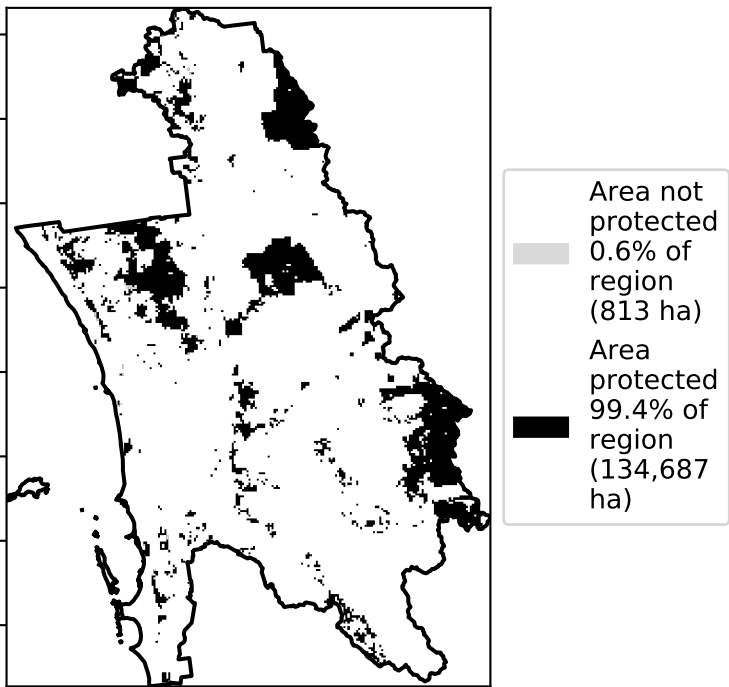 Area not
protected
0.6% of
region
(813 ha)
Area
protected
99.4% of
region
(134,687
ha)